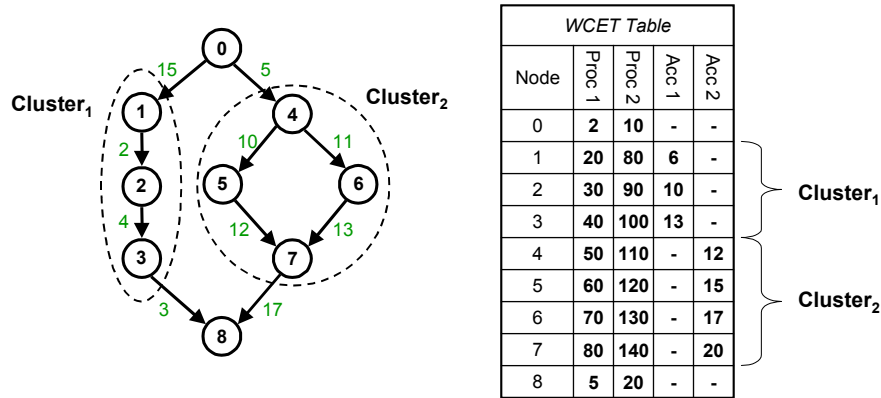 0
15
5
Cluster₁
Cluster₂
1
4
2
10
11
2
5
6
4
12
13
3
7
3
17
8
WCET Table
Node Proc 1 Proc 2 Acc 1 Acc 2
0 2 10 - -
1 20 80 6 -
2 30 90 10 -
3 40 100 13 -
4 50 110 - 12
5 60 120 - 15
6 70 130 - 17
7 80 140 - 20
8 5 20 - -
Cluster₁
Cluster₂